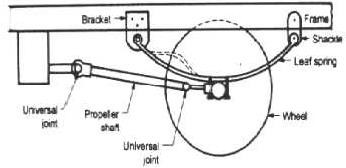 Bracket
Frame
Shackle
Leaf spring
Universal
joint
Propeller
shaft
Universal
joint
Wheel